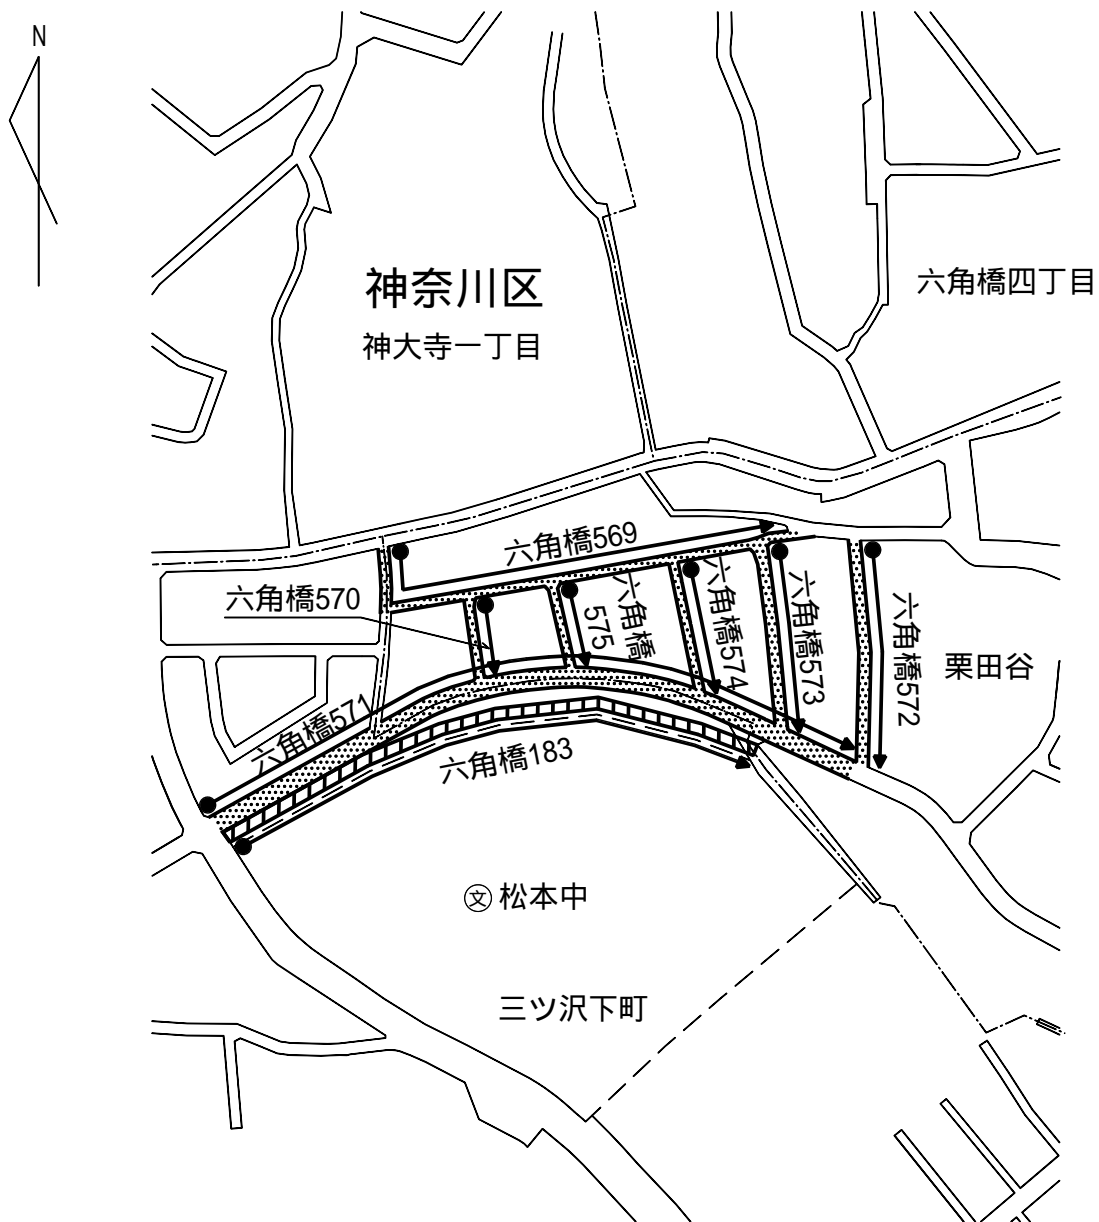 N
神奈川区
神大寺一丁目
六角橋四丁目
六角橋569
六角橋570
六角橋
575
六角橋574
六角橋573
六角橋572
栗田谷
六角橋571
六角橋183
文 松本中
三ツ沢下町